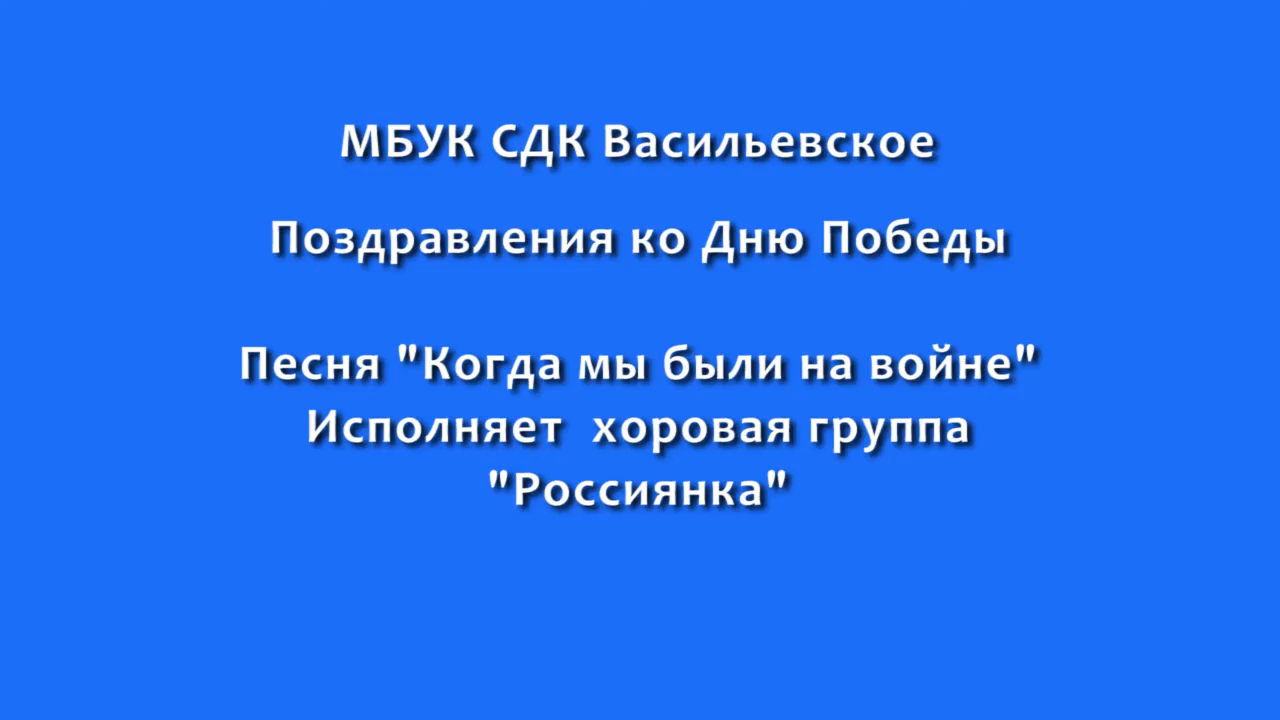 МБУК СДК Васильевское
Поздравления ко Дню Победы
Песня "Когда мы были на войне"
Исполняет  хоровая группа
"Россиянка"